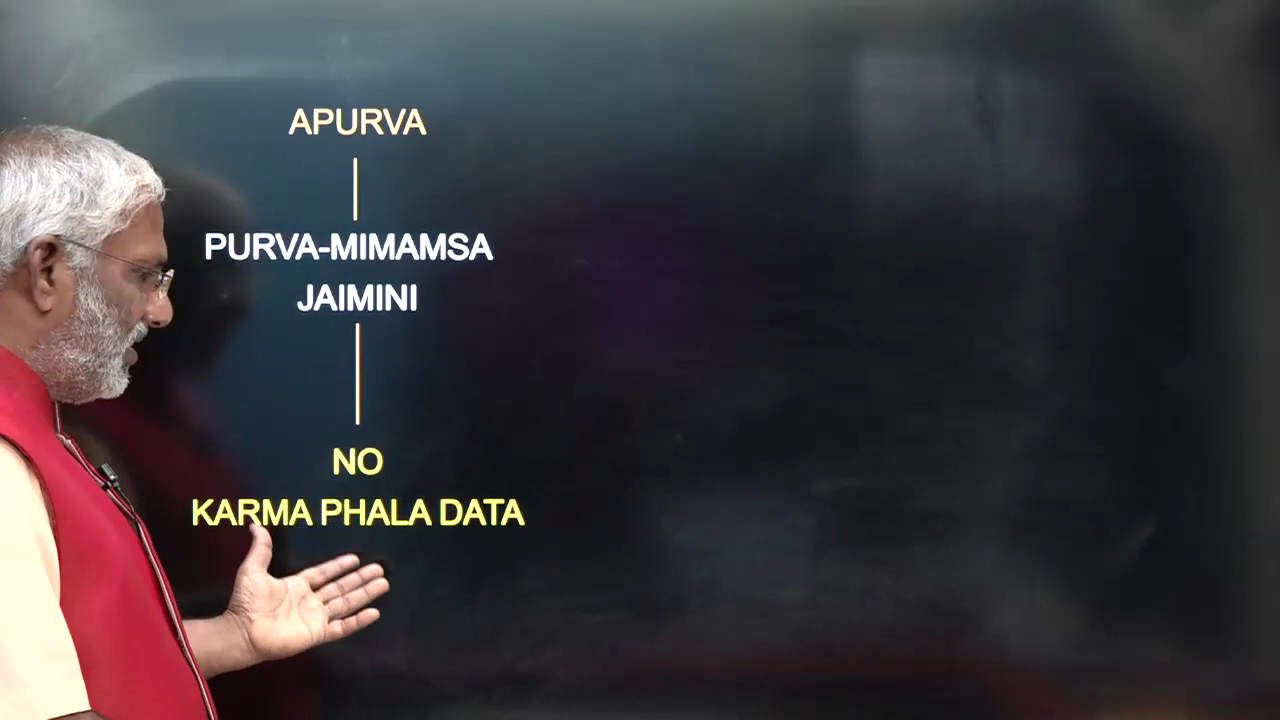 APURVA
PURVA-MIMAMSA
JAIMINI
NO
KARMA PHALA DATA